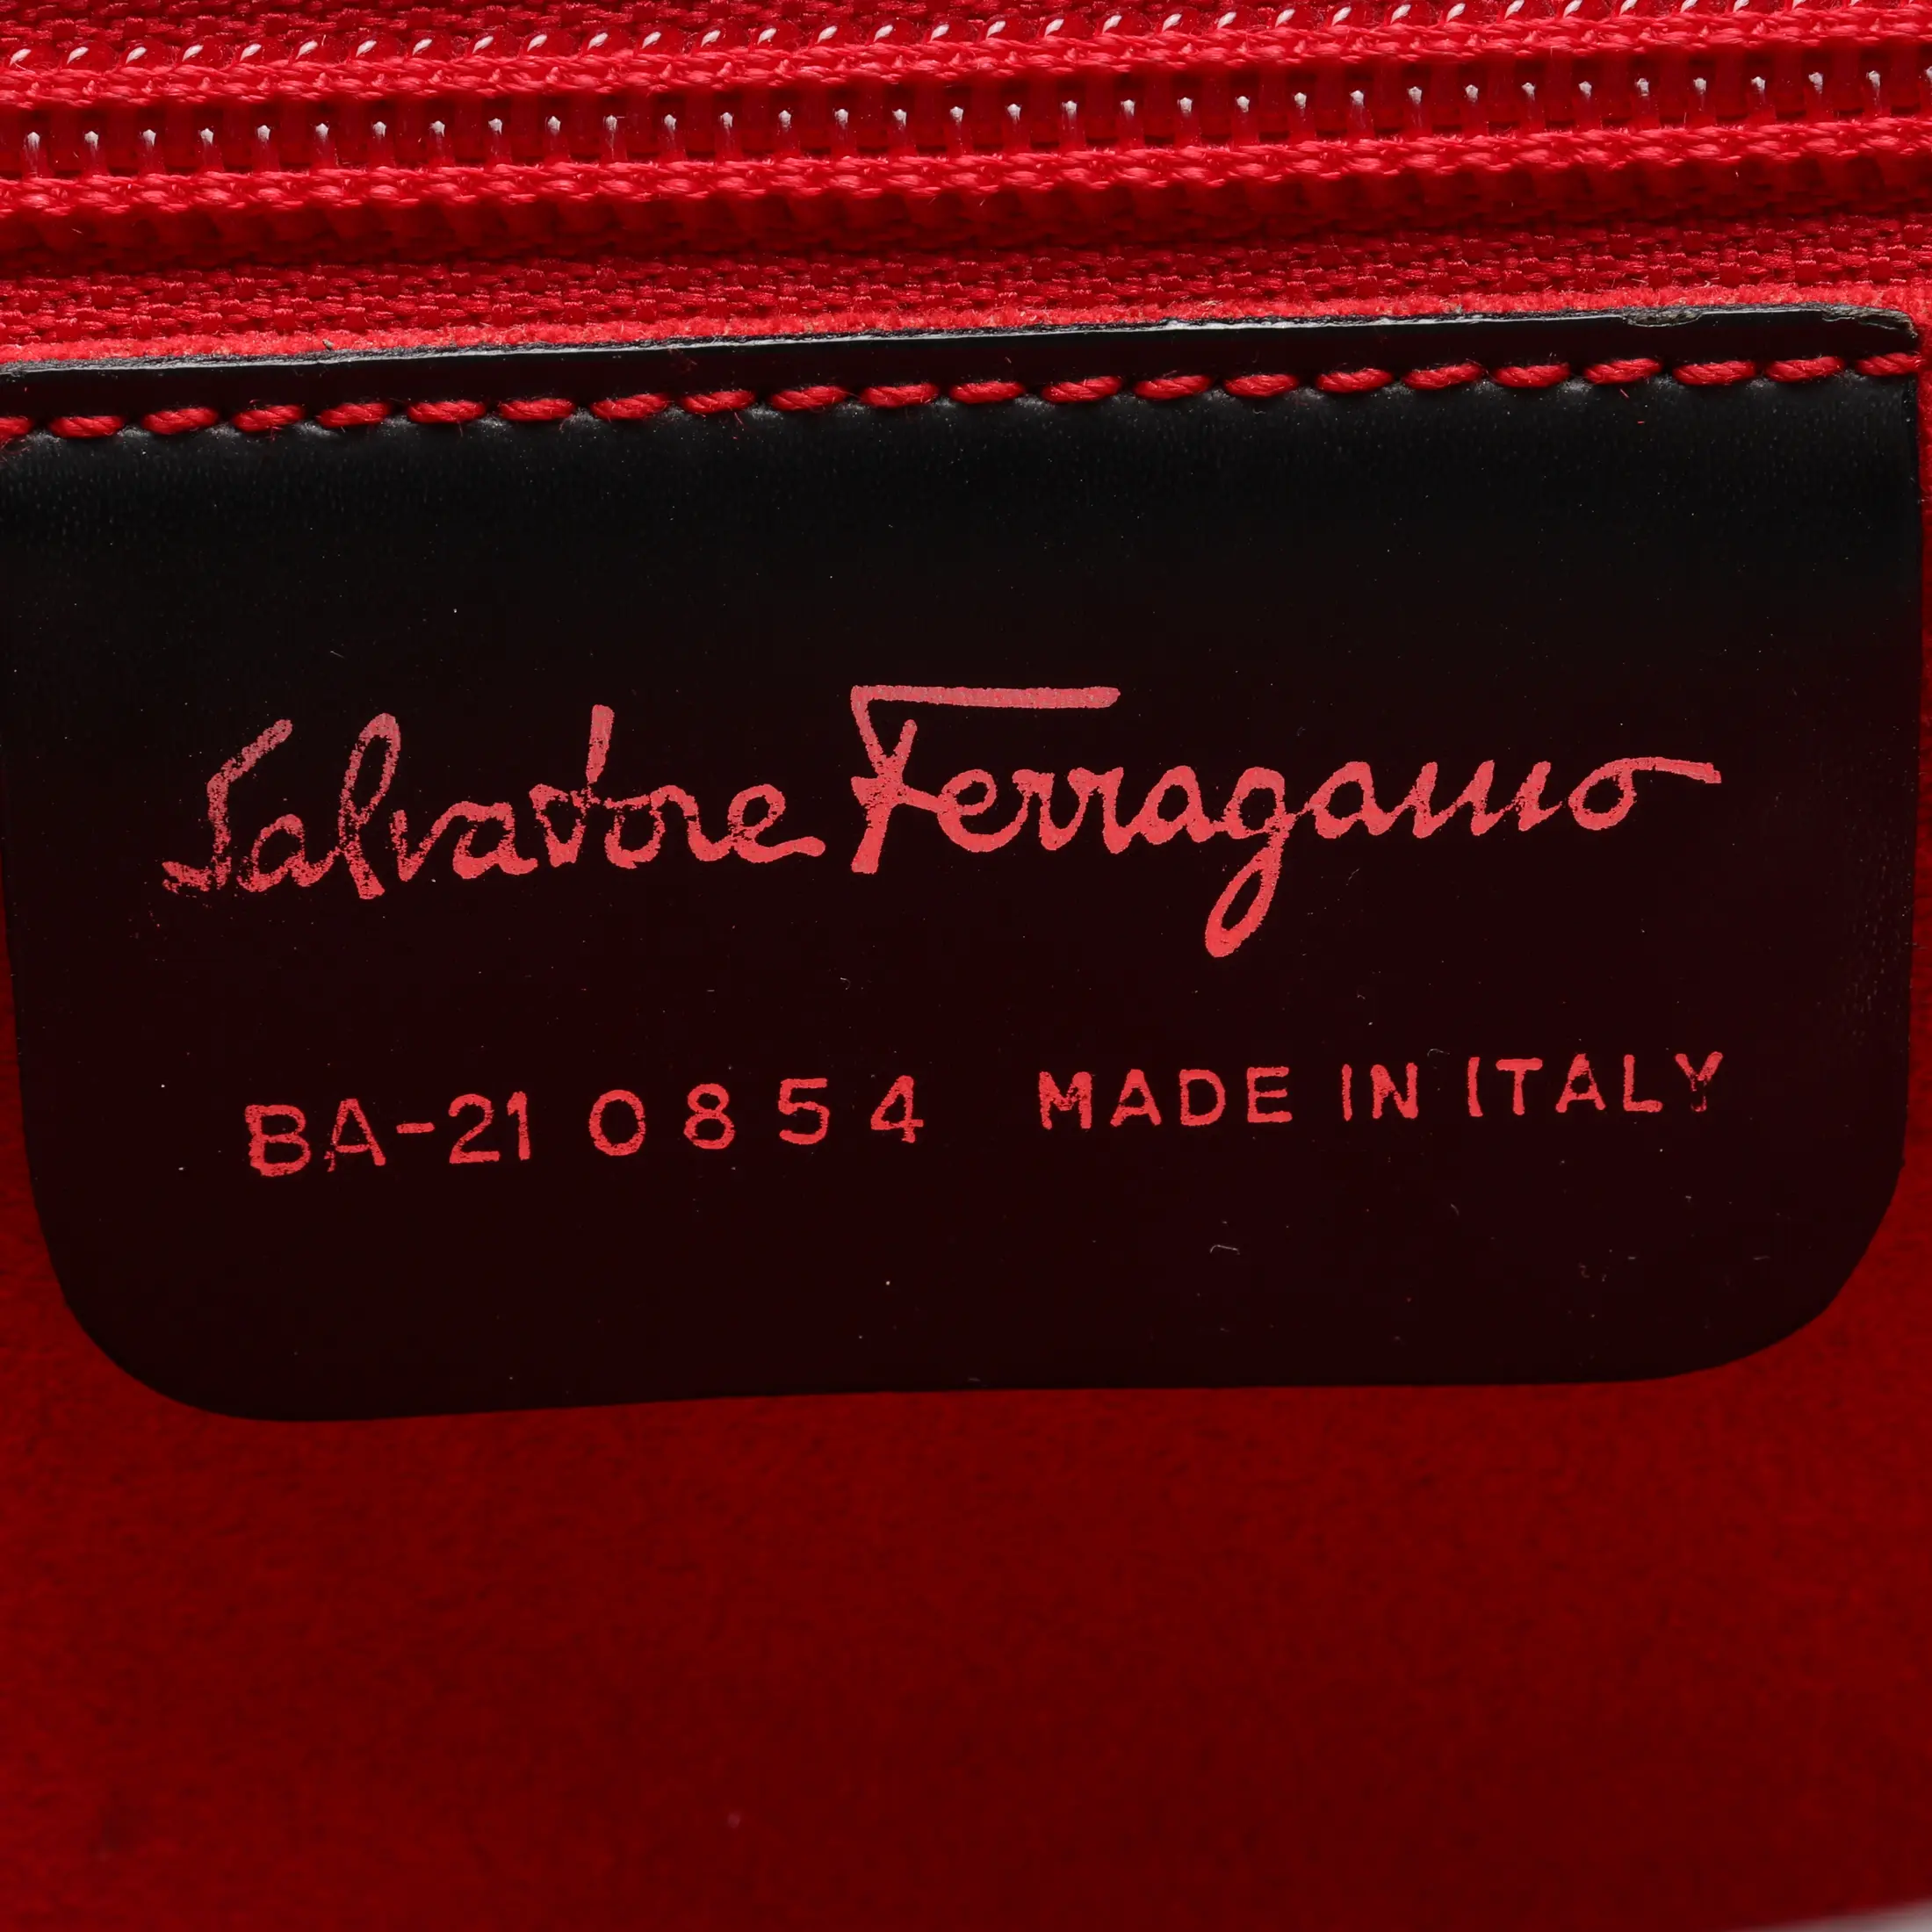 Salvatore Ferragamo
BA-21 0854 MADE IN ITALY